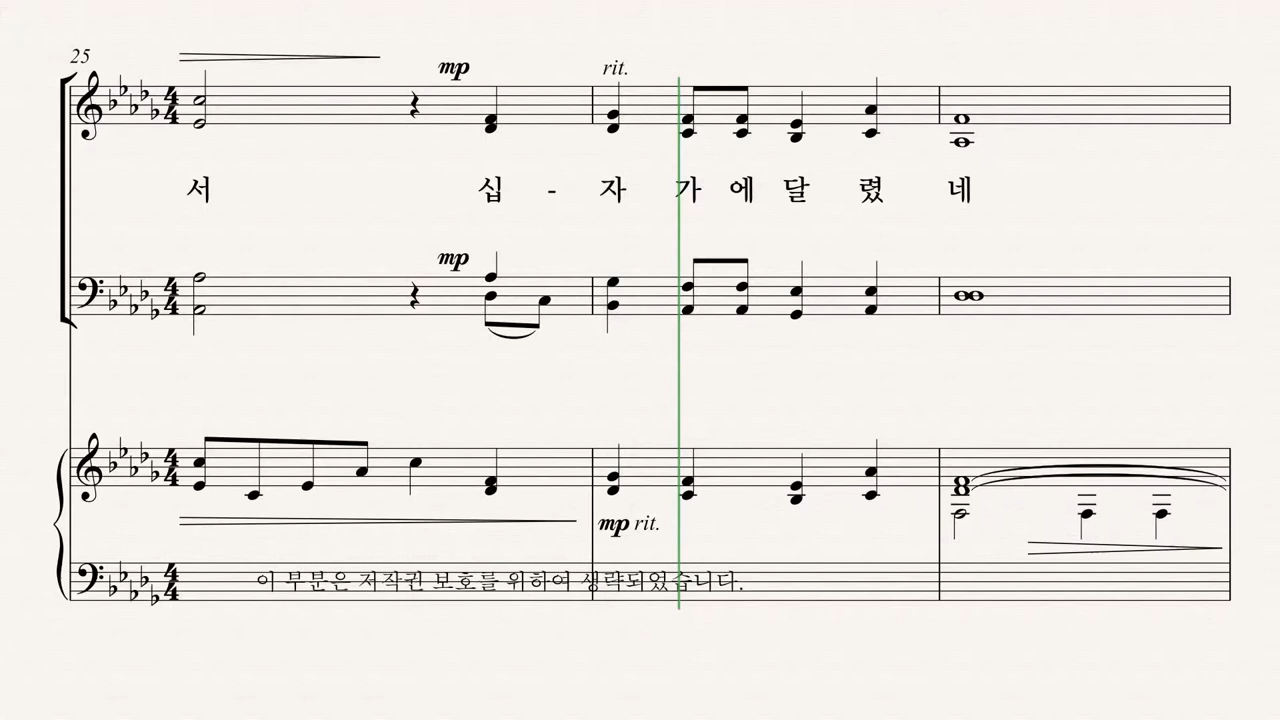 25
mp
rit.
서 십 - 자 가 에 달 렸 네
mp
mp rit.
이 부분은 저작권 보호를 위하여 생략되었습니다.